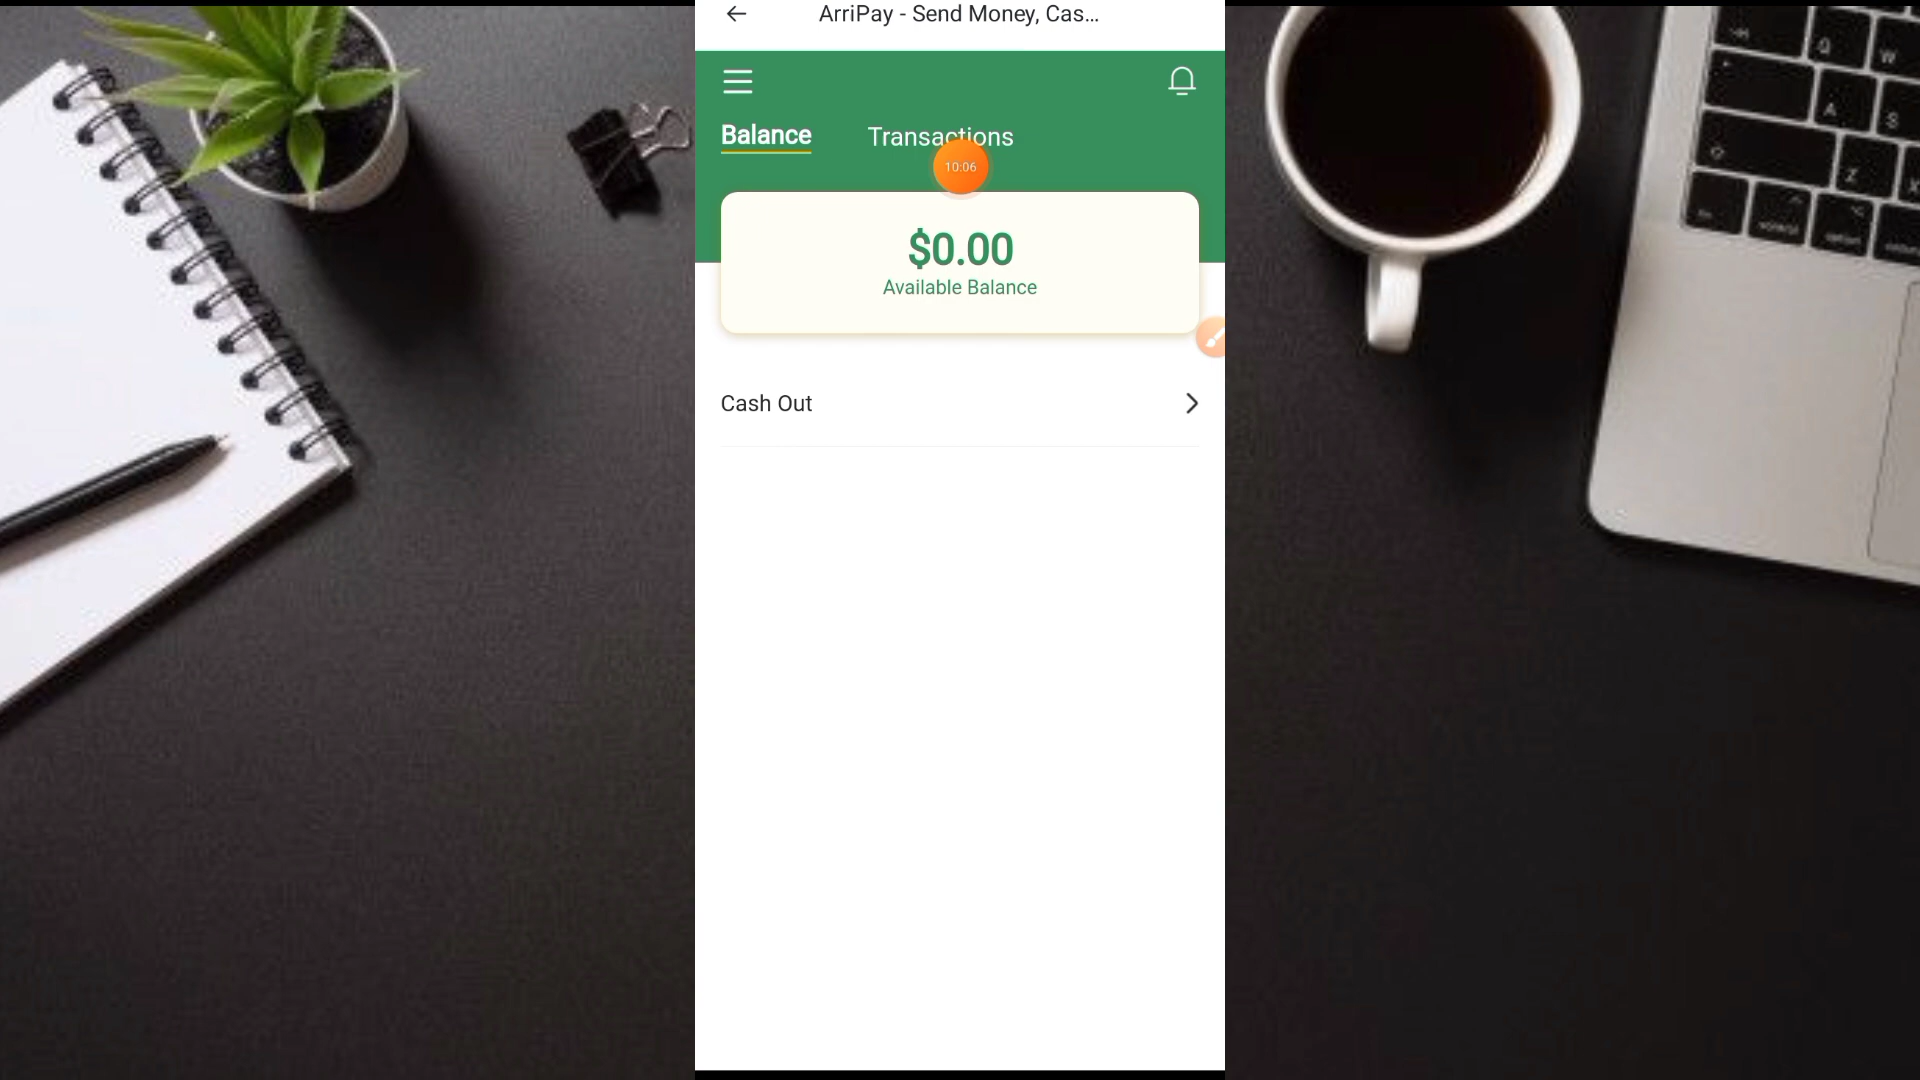 ArriPay - Send Money, Cas...
Balance
Transactions
10:06
$0.00
Available Balance
Cash Out
Q
W
A
S
Z
X